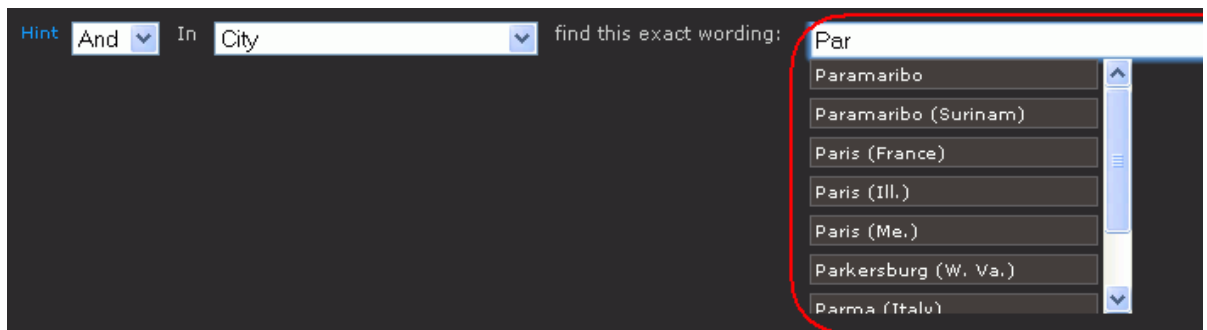 Hint And In City find this exact wording: Par
Paramaribo
Paramaribo (Surinam)
Paris (France)
Paris (Ill.)
Paris (Me.)
Parkersburg (W. Va.)
Parma (Italy)